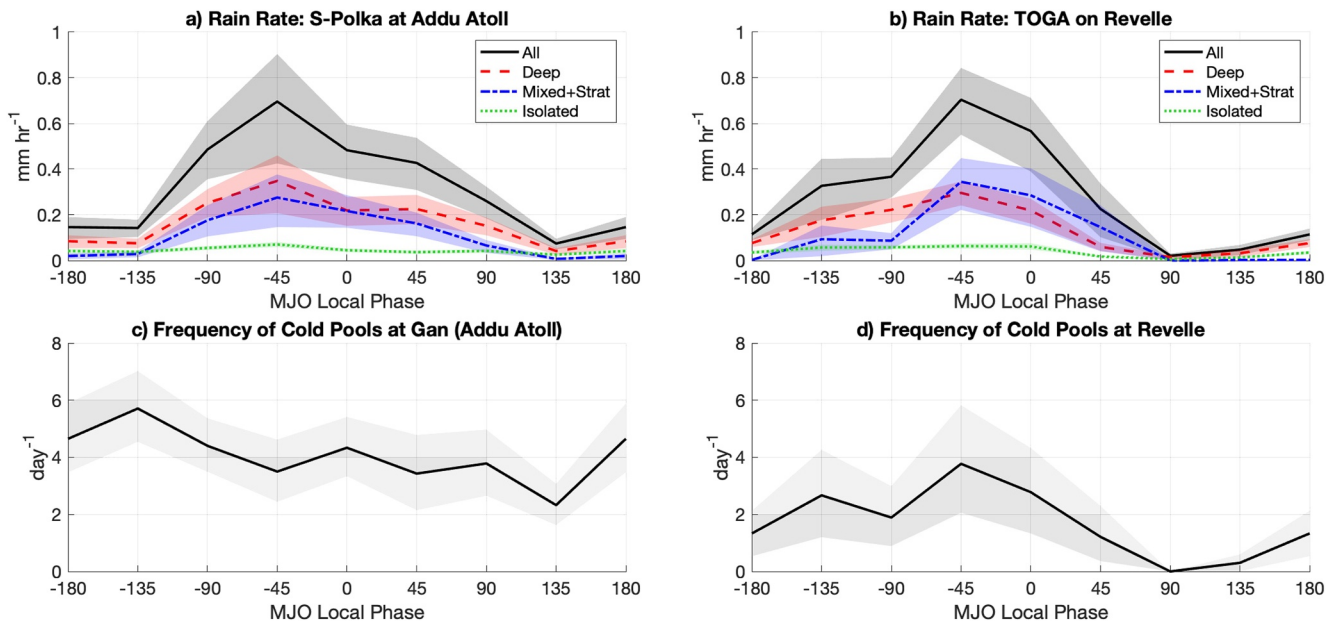 a) Rain Rate: S-Polka at Addu Atoll
1
0.8
0.6
0.4
0.2
0
mm hr-1
All
Deep
Mixed+Strat
Isolated
-180 -135 -90 -45 0 45 90 135 180
MJO Local Phase
b) Rain Rate: TOGA on Revelle
1
0.8
0.6
0.4
0.2
0
mm hr-1
All
Deep
Mixed+Strat
Isolated
-180 -135 -90 -45 0 45 90 135 180
MJO Local Phase
c) Frequency of Cold Pools at Gan (Addu Atoll)
8
6
4
2
0
day-1
-180 -135 -90 -45 0 45 90 135 180
MJO Local Phase
d) Frequency of Cold Pools at Revelle
8
6
4
2
0
day-1
-180 -135 -90 -45 0 45 90 135 180
MJO Local Phase